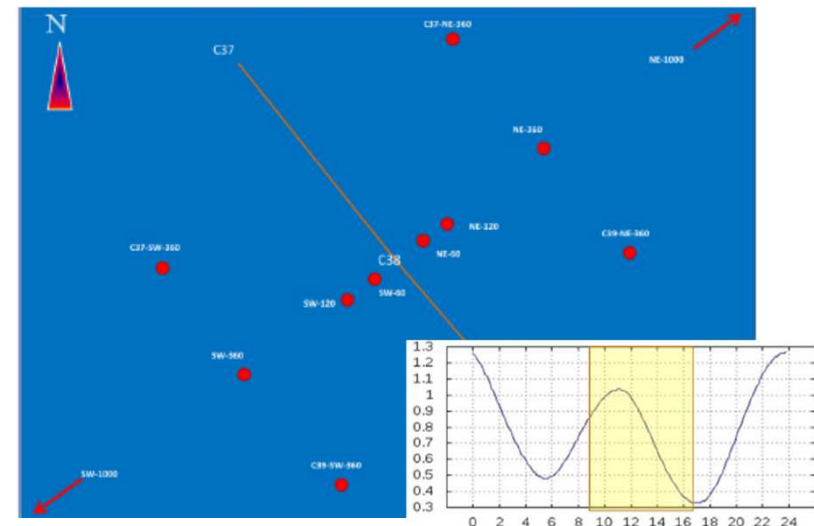 N
C37
C37-NE-360
NE-1000
NE-360
NE-120
NE-60
C39-NE-360
C37-SW-360
C38
SW-60
SW-120
SW-360
C39-SW-360
SW-1000
1.3
1.2
1.1
1
0.9
0.8
0.7
0.6
0.5
0.4
0.3
0 2 4 6 8 10 12 14 16 18 20 22 24